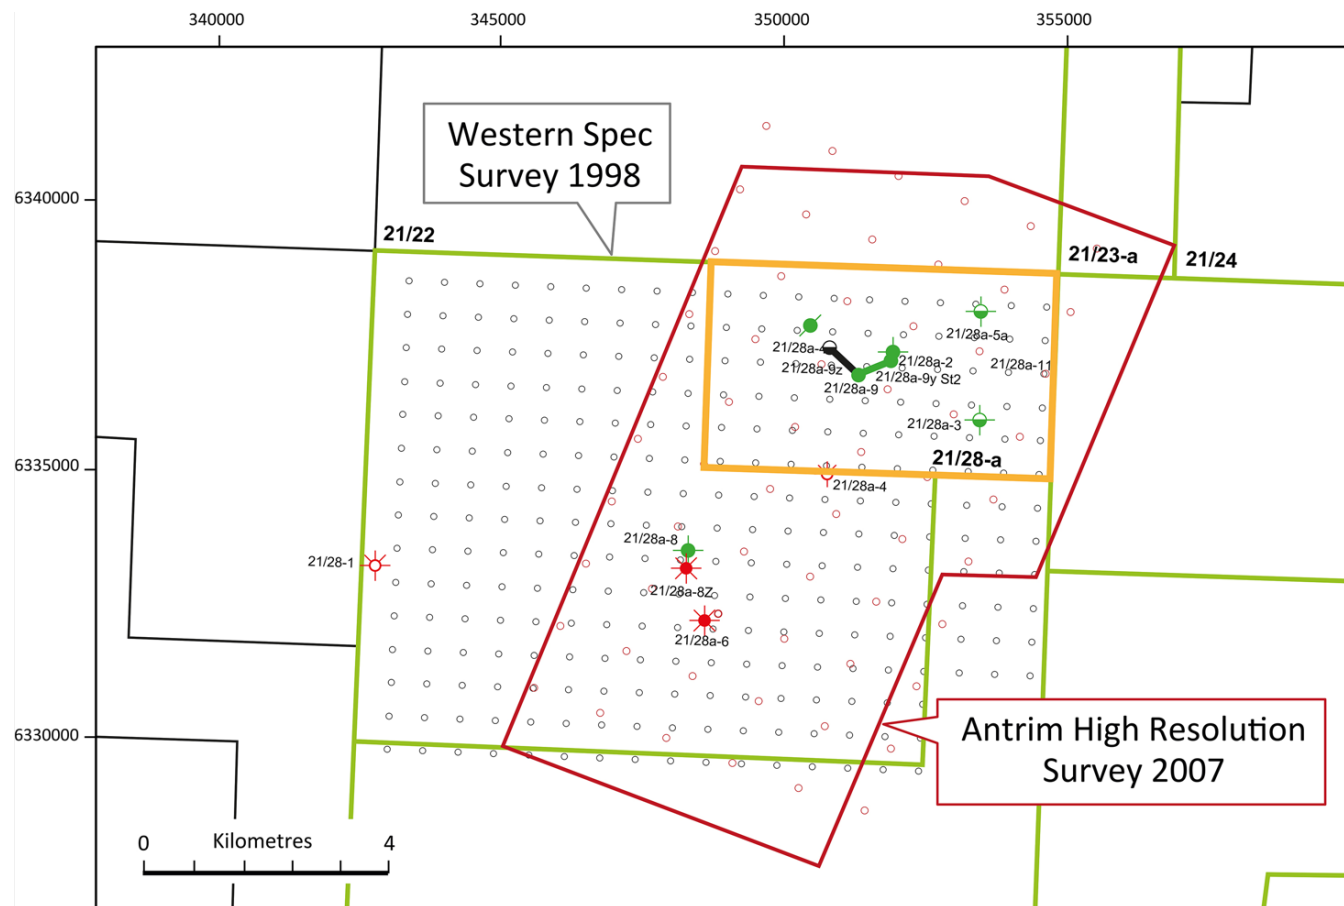 340000
345000
350000
355000
Western Spec
Survey 1998
6340000
21/22
21/23-a
21/24
21/28a-5a
21/28a-4
21/28a-2
21/28a-11
21/28a-9z
21/28a-9y St2
21/28a-9
21/28a-3
21/28-a
6335000
21/28a-4
21/28a-8
21/28-1
21/28a-8Z
21/28a-6
6330000
Antrim High Resolution
Survey 2007
0
Kilometres
4